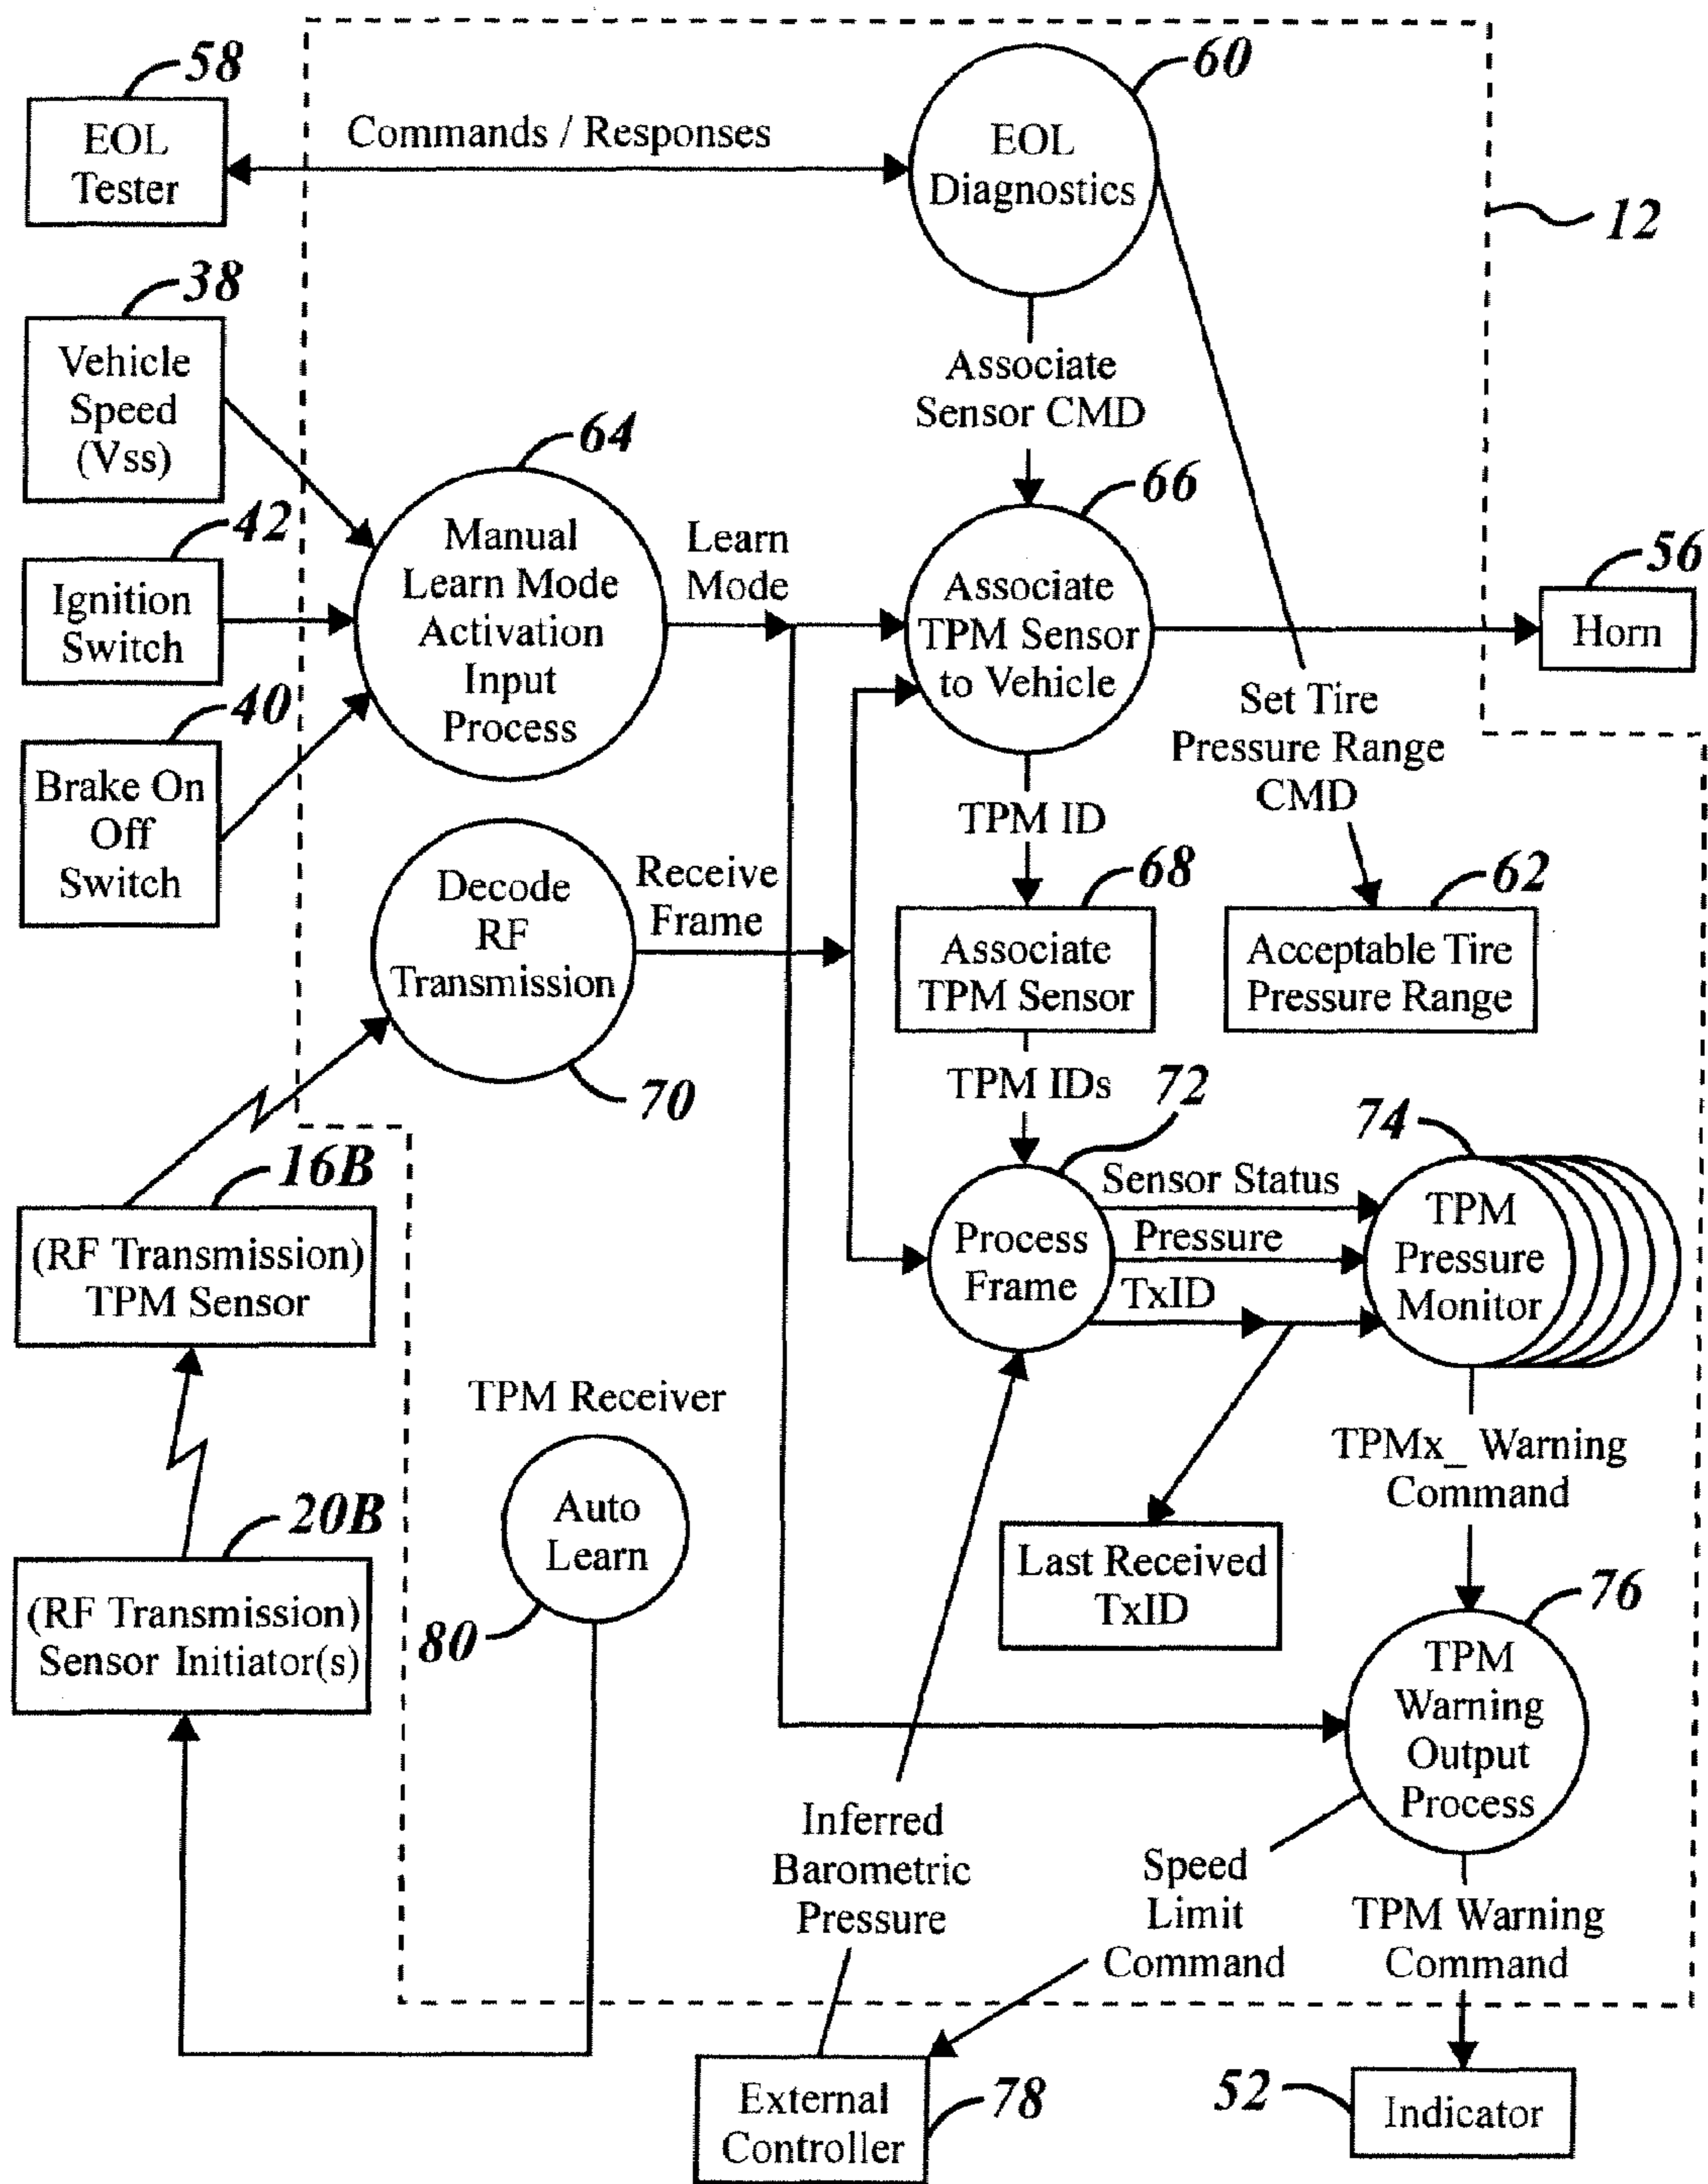 58
EOL
Tester
Commands / Responses
60
EOL
Diagnostics
12
38
Vehicle
Speed
(Vss)
Associate
Sensor CMD
42
Ignition
Switch
64
Manual
Learn Mode
Activation
Input
Process
Learn
Mode
66
Associate
TPM Sensor
to Vehicle
56
Horn
40
Brake On
Off
Switch
Set Tire
Pressure Range
CMD
TPM ID
Decode
RF
Transmission
70
Receive
Frame
68
Associate
TPM Sensor
62
Acceptable Tire
Pressure Range
TPM IDs
16B
(RF Transmission)
TPM Sensor
72
Process
Frame
Sensor Status
Pressure
TxID
74
TPM
Pressure
Monitor
TPM Receiver
Auto
Learn
80
TPMx_ Warning
Command
20B
(RF Transmission)
Sensor Initiator(s)
Last Received
TxID
76
TPM
Warning
Output
Process
Inferred
Barometric
Pressure
Speed
Limit
Command
TPM Warning
Command
External
Controller
78
52
Indicator